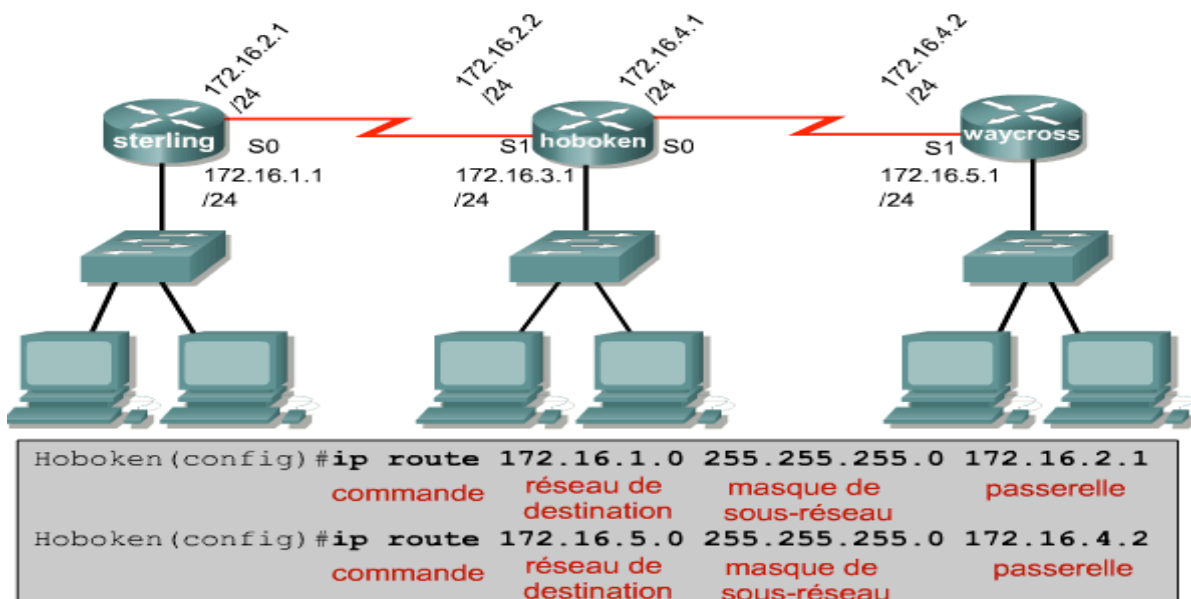 172.16.2.1
/24
172.16.2.2
/24
172.16.4.1
/24
172.16.4.2
/24
sterling
S0
S1
hoboken
S0
S1
waycross
172.16.1.1
/24
172.16.3.1
/24
172.16.5.1
/24
Hoboken(config)#ip route 172.16.1.0 255.255.255.0 172.16.2.1
commande réseau de destination masque de sous-réseau passerelle
Hoboken(config)#ip route 172.16.5.0 255.255.255.0 172.16.4.2
commande réseau de destination masque de sous-réseau passerelle